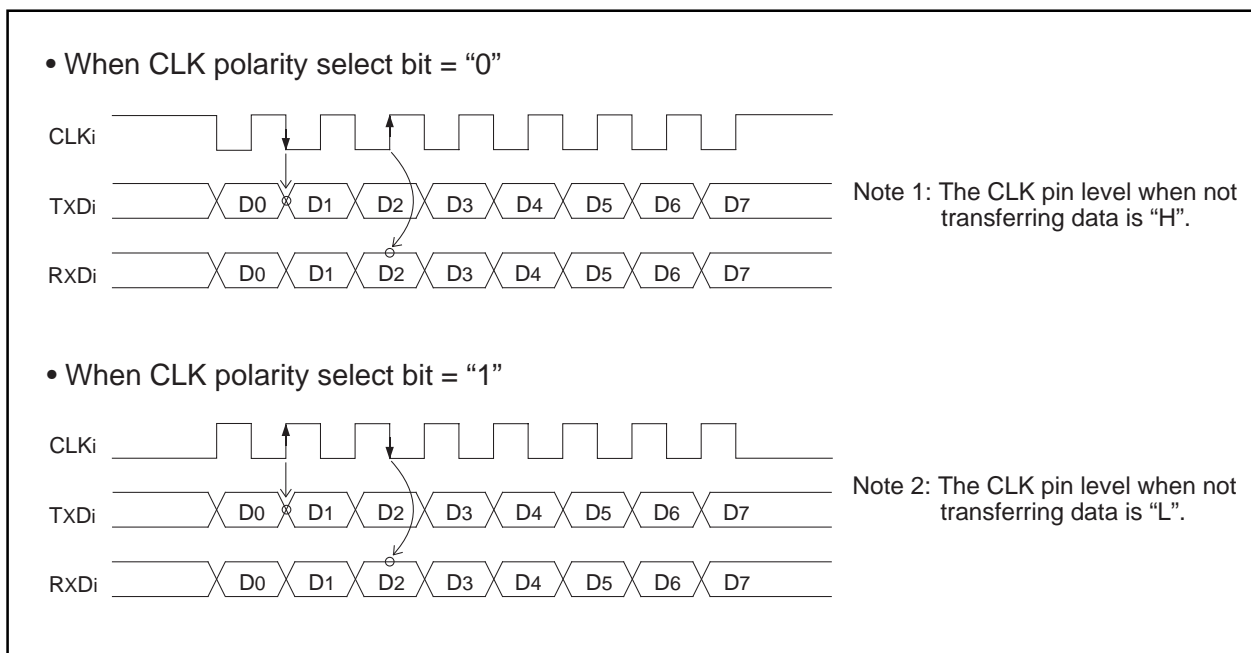 • When CLK polarity select bit = “0”
CLKi
TXDi D0 D1 D2 D3 D4 D5 D6 D7
RXDi D0 D1 D2 D3 D4 D5 D6 D7
Note 1: The CLK pin level when not
transferring data is “H”.
• When CLK polarity select bit = “1”
CLKi
TXDi D0 D1 D2 D3 D4 D5 D6 D7
RXDi D0 D1 D2 D3 D4 D5 D6 D7
Note 2: The CLK pin level when not
transferring data is “L”.